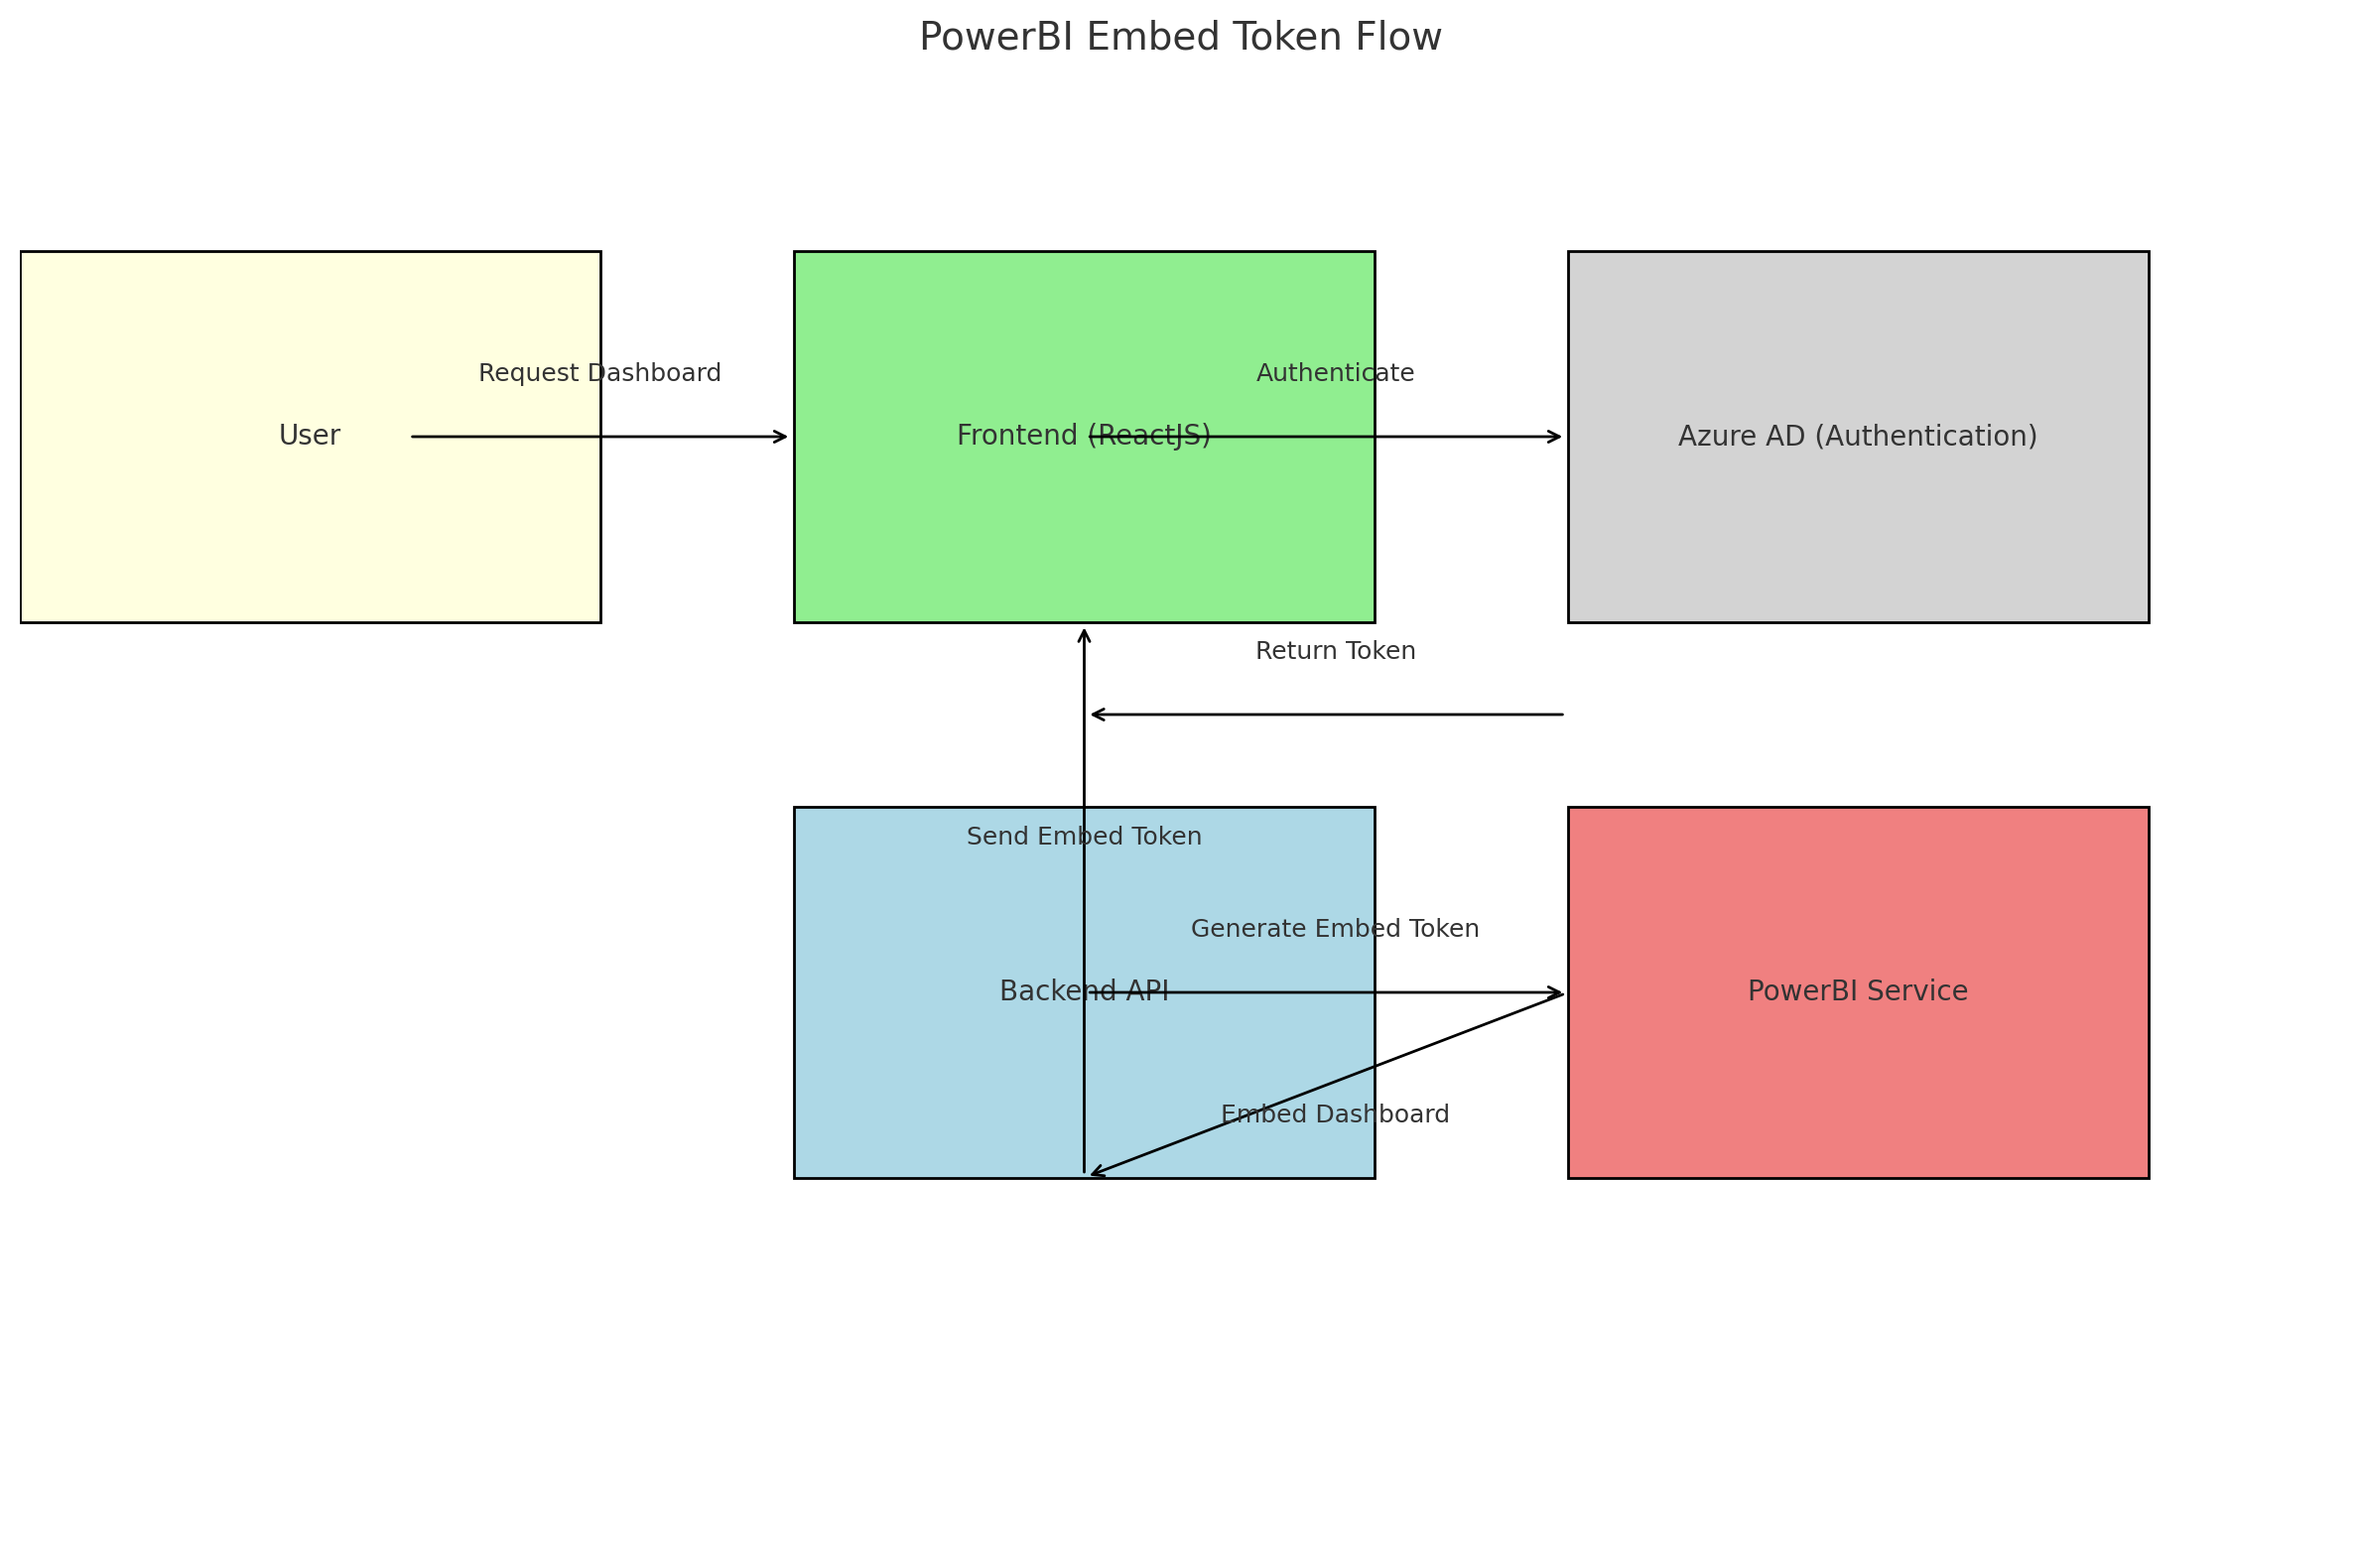 PowerBI Embed Token Flow
Request Dashboard
Authenticate
User
Frontend (ReactJS)
Azure AD (Authentication)
Return Token
Send Embed Token
Generate Embed Token
Backend API
PowerBI Service
Embed Dashboard